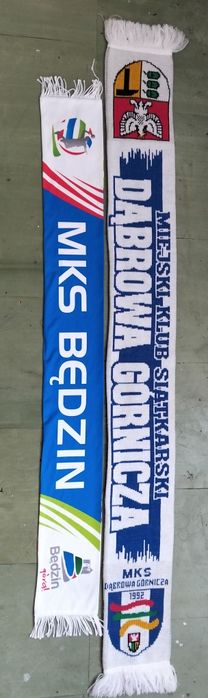 MKS BĘDZIN
Będzin
MIEJSKI KLUB SIATKARSKI
DĄBROWA GÓRNICZA
MKS
DĄBROWA GÓRNICZA
1992